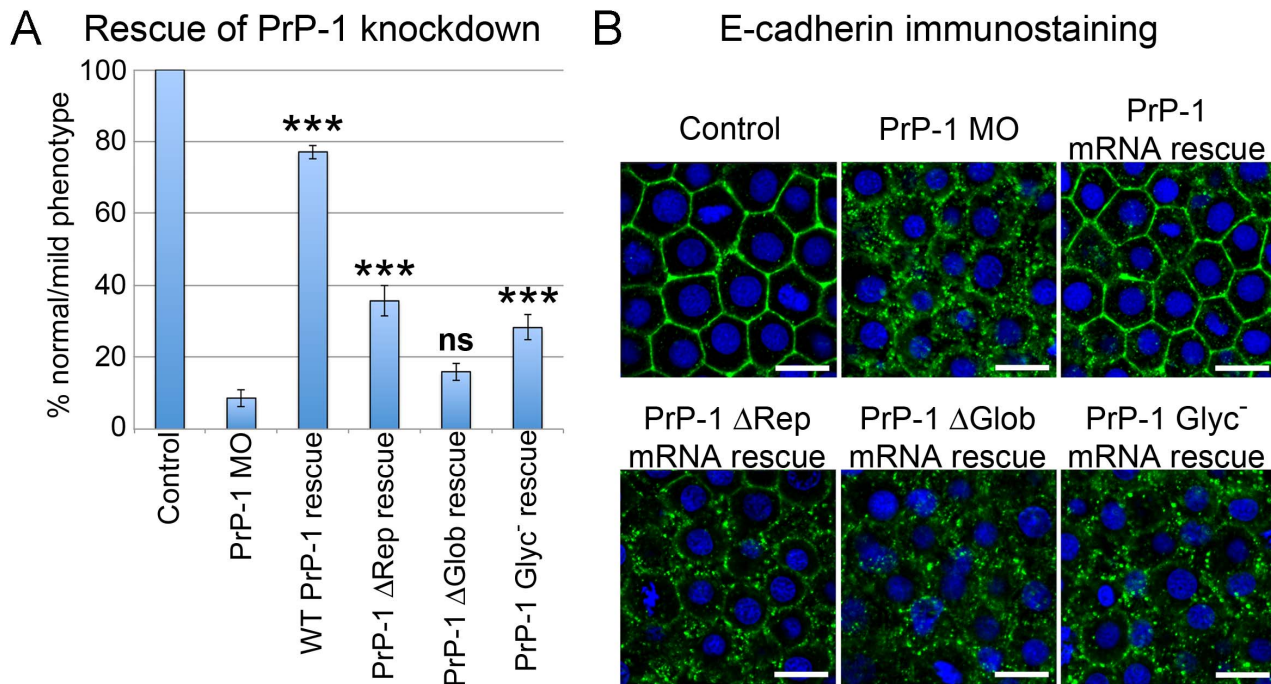 A
Rescue of PrP-1 knockdown
% normal/mild phenotype
100
80
60
40
20
0
***
***
ns
***
Control
PrP-1 MO
WT PrP-1 rescue
PrP-1 ΔRep rescue
PrP-1 ΔGlob rescue
PrP-1 Glyc⁻ rescue
B
E-cadherin immunostaining
Control
PrP-1 MO
PrP-1
mRNA rescue
PrP-1 ΔRep
mRNA rescue
PrP-1 ΔGlob
mRNA rescue
PrP-1 Glyc⁻
mRNA rescue